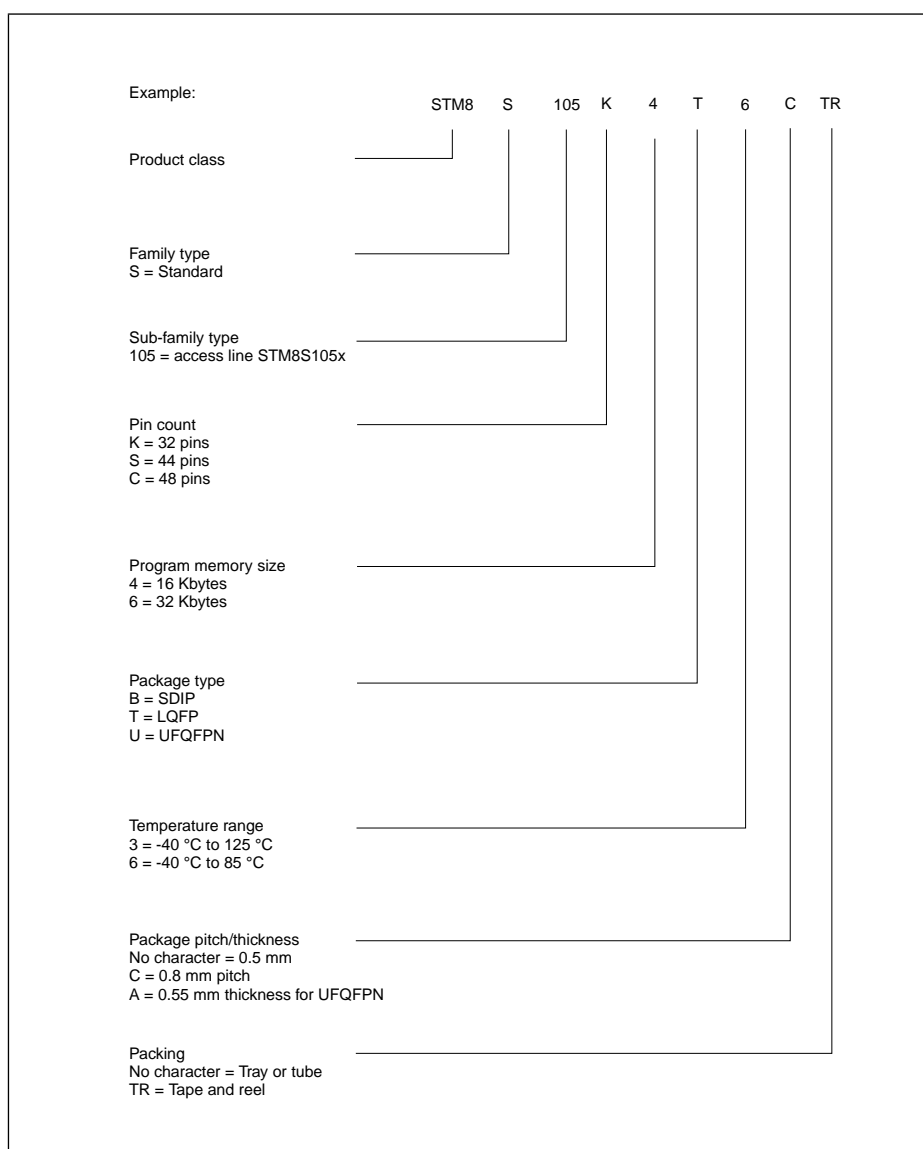 Example:
STM8 S 105 K 4 T 6 C TR
Product class
Family type
S = Standard
Sub-family type
105 = access line STM8S105x
Pin count
K = 32 pins
S = 44 pins
C = 48 pins
Program memory size
4 = 16 Kbytes
6 = 32 Kbytes
Package type
B = SDIP
T = LQFP
U = UFQFPN
Temperature range
3 = -40 °C to 125 °C
6 = -40 °C to 85 °C
Package pitch/thickness
No character = 0.5 mm
C = 0.8 mm pitch
A = 0.55 mm thickness for UFQFPN
Packing
No character = Tray or tube
TR = Tape and reel